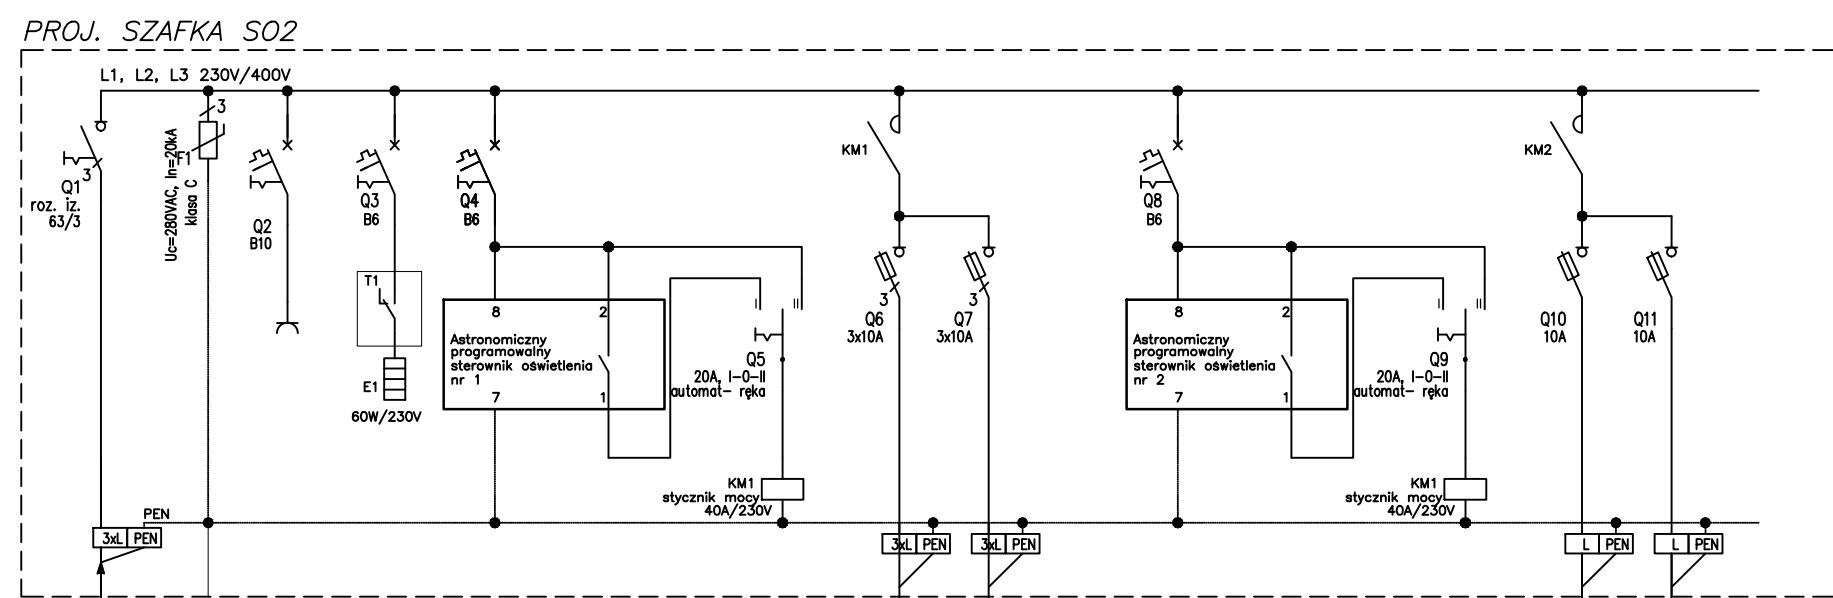 PROJ. SZAFKA SO2
L1, L2, L3 230V/400V
3
Q1
roz. iz.
63/3
3
F1
Uc=280VAC, In=20kA
klasa C
Q2
B10
Q3
B6
T1
E1
60W/230V
Q4
B6
8
2
Astronomiczny
programowalny
sterownik oświetlenia
nr 1
7
1
I
II
Q5
20A, I-0-II
automat- ręka
KM1
stycznik mocy
40A/230V
KM1
3
Q6
3x10A
3
Q7
3x10A
Q8
B6
8
2
Astronomiczny
programowalny
sterownik oświetlenia
nr 2
7
1
I
II
Q9
20A, I-0-II
automat- ręka
KM1
stycznik mocy
40A/230V
KM2
Q10
10A
Q11
10A
PEN
3xL PEN
3xL PEN
3xL PEN
L PEN
L PEN